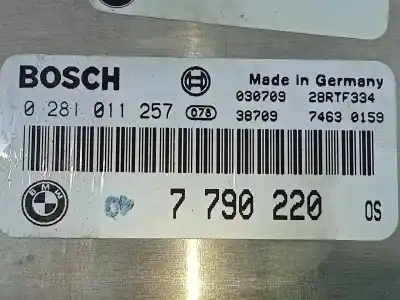 BOSCH
Made in Germany
030709 28RTF334
0 281 011 257 078
38709 7463 0159
BMW
7 790 220 OS